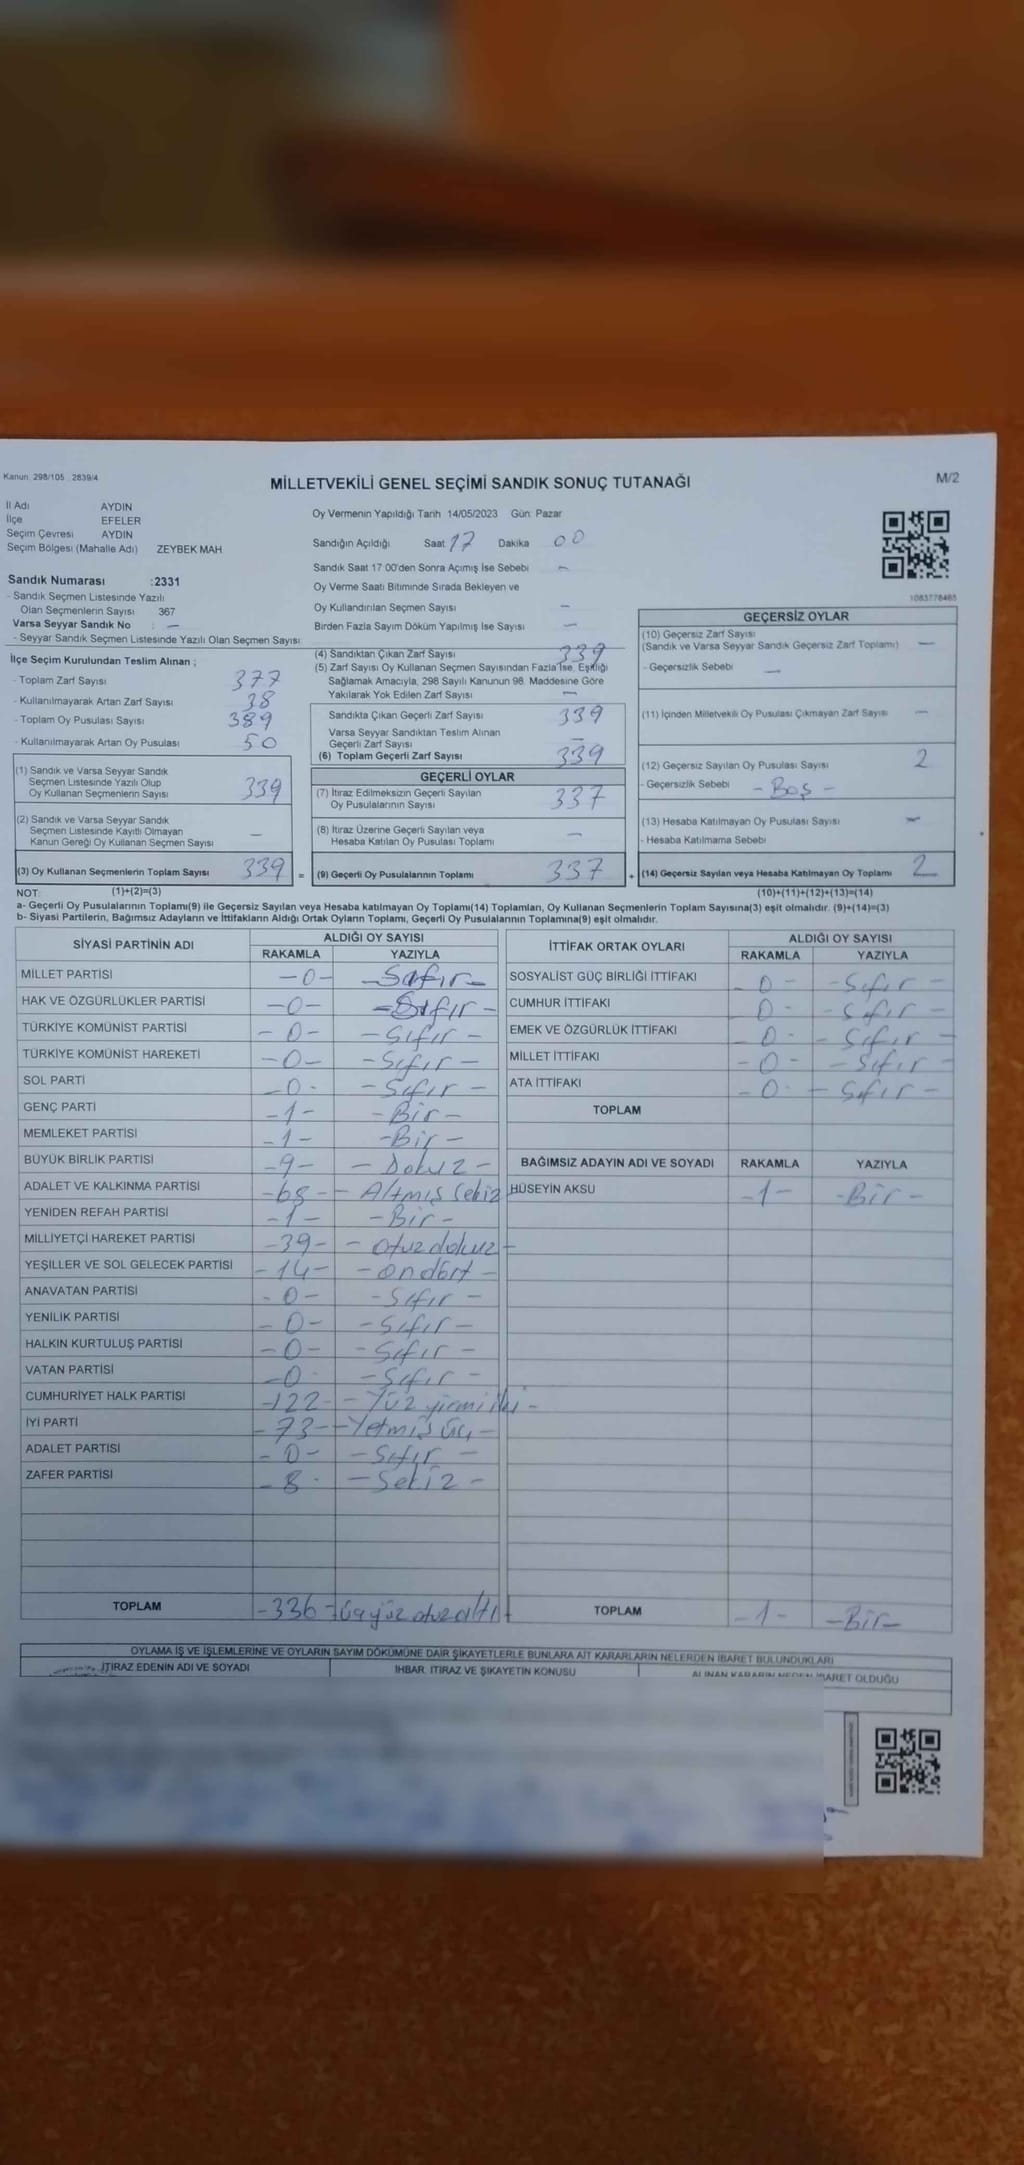 Kanun 298/105 2839/4
MİLLETVEKİLİ GENEL SEÇİMİ SANDIK SONUÇ TUTANAĞI
M/2
İl Adı AYDIN
İlçe EFELER
Seçim Çevresi AYDIN
Seçim Bölgesi (Mahalle Adı) ZEYBEK MAH
Sandık Numarası :2331
- Sandık Seçmen Listesinde Yazılı
Olan Seçmenlerin Sayısı 367
Varsa Seyyar Sandık No : —
- Seyyar Sandık Seçmen Listesinde Yazılı Olan Seçmen Sayısı:
İlçe Seçim Kurulundan Teslim Alınan ;
- Toplam Zarf Sayısı 377
- Kullanılmayarak Artan Zarf Sayısı 38
- Toplam Oy Pusulası Sayısı 389
- Kullanılmayarak Artan Oy Pusulası 50
(1) Sandık ve Varsa Seyyar Sandık
Seçmen Listesinde Yazılı Olup
Oy Kullanan Seçmenlerin Sayısı 339
(2) Sandık ve Varsa Seyyar Sandık
Seçmen Listesinde Kayıtlı Olmayan
Kanun Gereği Oy Kullanan Seçmen Sayısı —
(3) Oy Kullanan Seçmenlerin Toplam Sayısı 339 =
Oy Vermenin Yapıldığı Tarih 14/05/2023 Gün: Pazar
Sandığın Açıldığı Saat 17 Dakika 00
Sandık Saat 17 00'den Sonra Açımış İse Sebebi —
Oy Verme Saati Bitiminde Sırada Bekleyen ve
Oy Kullandırılan Seçmen Sayısı —
Birden Fazla Sayım Döküm Yapılmış İse Sayısı —
(4) Sandıktan Çıkan Zarf Sayısı 339
(5) Zarf Sayısı Oy Kullanan Seçmen Sayısından Fazla İse, Eşitliği
Sağlamak Amacıyla, 298 Sayılı Kanunun 98. Maddesine Göre
Yakılarak Yok Edilen Zarf Sayısı —
Sandıkta Çıkan Geçerli Zarf Sayısı 339
Varsa Seyyar Sandıktan Teslim Alınan
Geçerli Zarf Sayısı —
(6) Toplam Geçerli Zarf Sayısı 339
GEÇERLİ OYLAR
(7) İtiraz Edilmeksizin Geçerli Sayılan
Oy Pusulalarının Sayısı 337
(8) İtiraz Üzerine Geçerli Sayılan veya
Hesaba Katılan Oy Pusulası Toplamı —
(9) Geçerli Oy Pusulalarının Toplamı 337 +
1083778465
GEÇERSİZ OYLAR
(10) Geçersiz Zarf Sayısı
(Sandık ve Varsa Seyyar Sandık Geçersiz Zarf Toplamı) —
- Geçersizlik Sebebi —
(11) İçinden Milletvekili Oy Pusulası Çıkmayan Zarf Sayısı —
(12) Geçersiz Sayılan Oy Pusulası Sayısı 2
- Geçersizlik Sebebi - Boş -
(13) Hesaba Katılmayan Oy Pusulası Sayısı —
- Hesaba Katılmama Sebebi
(14) Geçersiz Sayılan veya Hesaba Katılmayan Oy Toplamı 2
NOT: (1)+(2)=(3) (10)+(11)+(12)+(13)=(14)
a- Geçerli Oy Pusulalarının Toplamı(9) ile Geçersiz Sayılan veya Hesaba katılmayan Oy Toplamı(14) Toplamları, Oy Kullanan Seçmenlerin Toplam Sayısına(3) eşit olmalıdır. (9)+(14)=(3)
b- Siyasi Partilerin, Bağımsız Adayların ve İttifakların Aldığı Ortak Oyların Toplamı, Geçerli Oy Pusulalarının Toplamına(9) eşit olmalıdır.
SİYASİ PARTİNİN ADI ALDIĞI OY SAYISI
RAKAMLA YAZIYLA
MİLLET PARTİSİ -0- -Sıfır-
HAK VE ÖZGÜRLÜKLER PARTİSİ -0- -Sıfır-
TÜRKİYE KOMÜNİST PARTİSİ -0- -Sıfır-
TÜRKİYE KOMÜNİST HAREKETİ -0- -Sıfır-
SOL PARTİ -0- -Sıfır-
GENÇ PARTİ -1- -Bir-
MEMLEKET PARTİSİ -1- -Bir-
BÜYÜK BİRLİK PARTİSİ -9- -Dokuz-
ADALET VE KALKINMA PARTİSİ -68- -Altmış Sekiz
YENİDEN REFAH PARTİSİ -1- -Bir-
MİLLİYETÇİ HAREKET PARTİSİ -39- -otuz dokuz-
YEŞİLLER VE SOL GELECEK PARTİSİ -14- -on dört-
ANAVATAN PARTİSİ -0- -Sıfır-
YENİLİK PARTİSİ -0- -Sıfır-
HALKIN KURTULUŞ PARTİSİ -0- -Sıfır-
VATAN PARTİSİ -0- -Sıfır-
CUMHURİYET HALK PARTİSİ -122- -Yüz yirmi iki-
İYİ PARTİ -73- -Yetmiş üç-
ADALET PARTİSİ -0- -Sıfır-
ZAFER PARTİSİ -8- -Sekiz-
TOPLAM -336- -üç yüz otuz altı-
İTTİFAK ORTAK OYLARI ALDIĞI OY SAYISI
RAKAMLA YAZIYLA
SOSYALİST GÜÇ BİRLİĞİ İTTİFAKI -0- -Sıfır-
CUMHUR İTTİFAKI -0- -Sıfır-
EMEK VE ÖZGÜRLÜK İTTİFAKI -0- -Sıfır-
MİLLET İTTİFAKI -0- -Sıfır-
ATA İTTİFAKI -0- -Sıfır-
TOPLAM
BAĞIMSIZ ADAYIN ADI VE SOYADI RAKAMLA YAZIYLA
HÜSEYİN AKSU -1- -Bir-
TOPLAM -1- -Bir-
OYLAMA İŞ VE İŞLEMLERİNE VE OYLARIN SAYIM DÖKÜMÜNE DAİR ŞİKAYETLERLE BUNLARA AİT KARARLARIN NELERDEN İBARET BULUNDUKLARI
İTİRAZ EDENİN ADI VE SOYADI İHBAR, İTİRAZ VE ŞİKAYETİN KONUSU ALINAN KARARIN NEDEN İBARET OLDUĞU